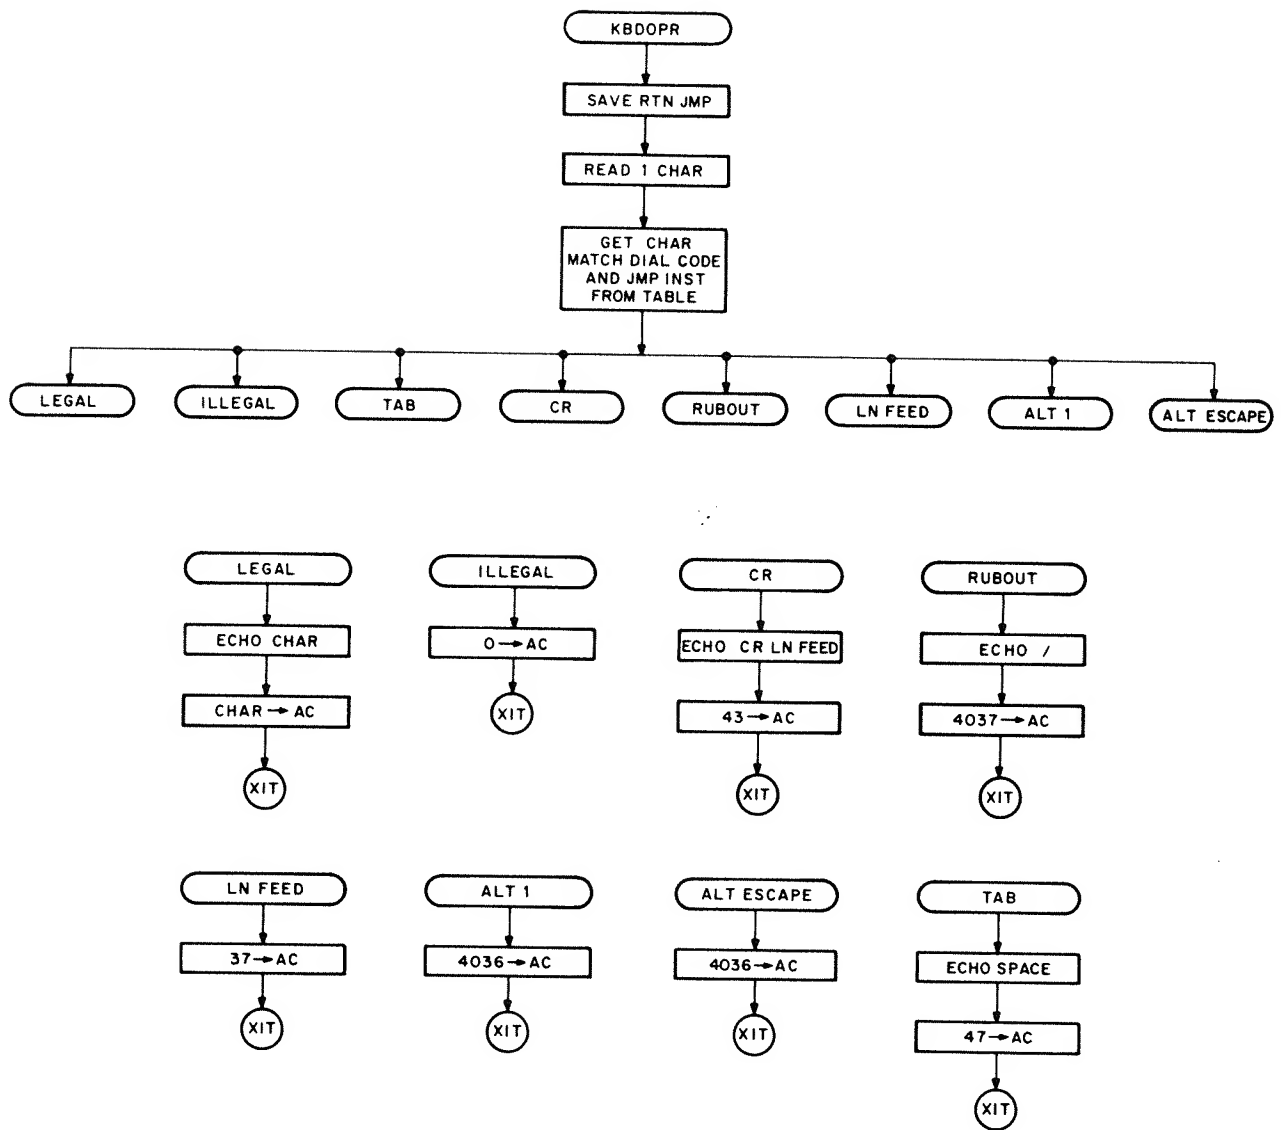 KBDOPR
SAVE RTN JMP
READ 1 CHAR
GET CHAR
MATCH DIAL CODE
AND JMP INST
FROM TABLE
LEGAL
ILLEGAL
TAB
CR
RUBOUT
LN FEED
ALT 1
ALT ESCAPE
LEGAL
ECHO CHAR
CHAR→AC
XIT
ILLEGAL
0→AC
XIT
CR
ECHO CR LN FEED
43→AC
XIT
RUBOUT
ECHO /
4037→AC
XIT
LN FEED
37→AC
XIT
ALT 1
4036→AC
XIT
ALT ESCAPE
4036→AC
XIT
TAB
ECHO SPACE
47→AC
XIT